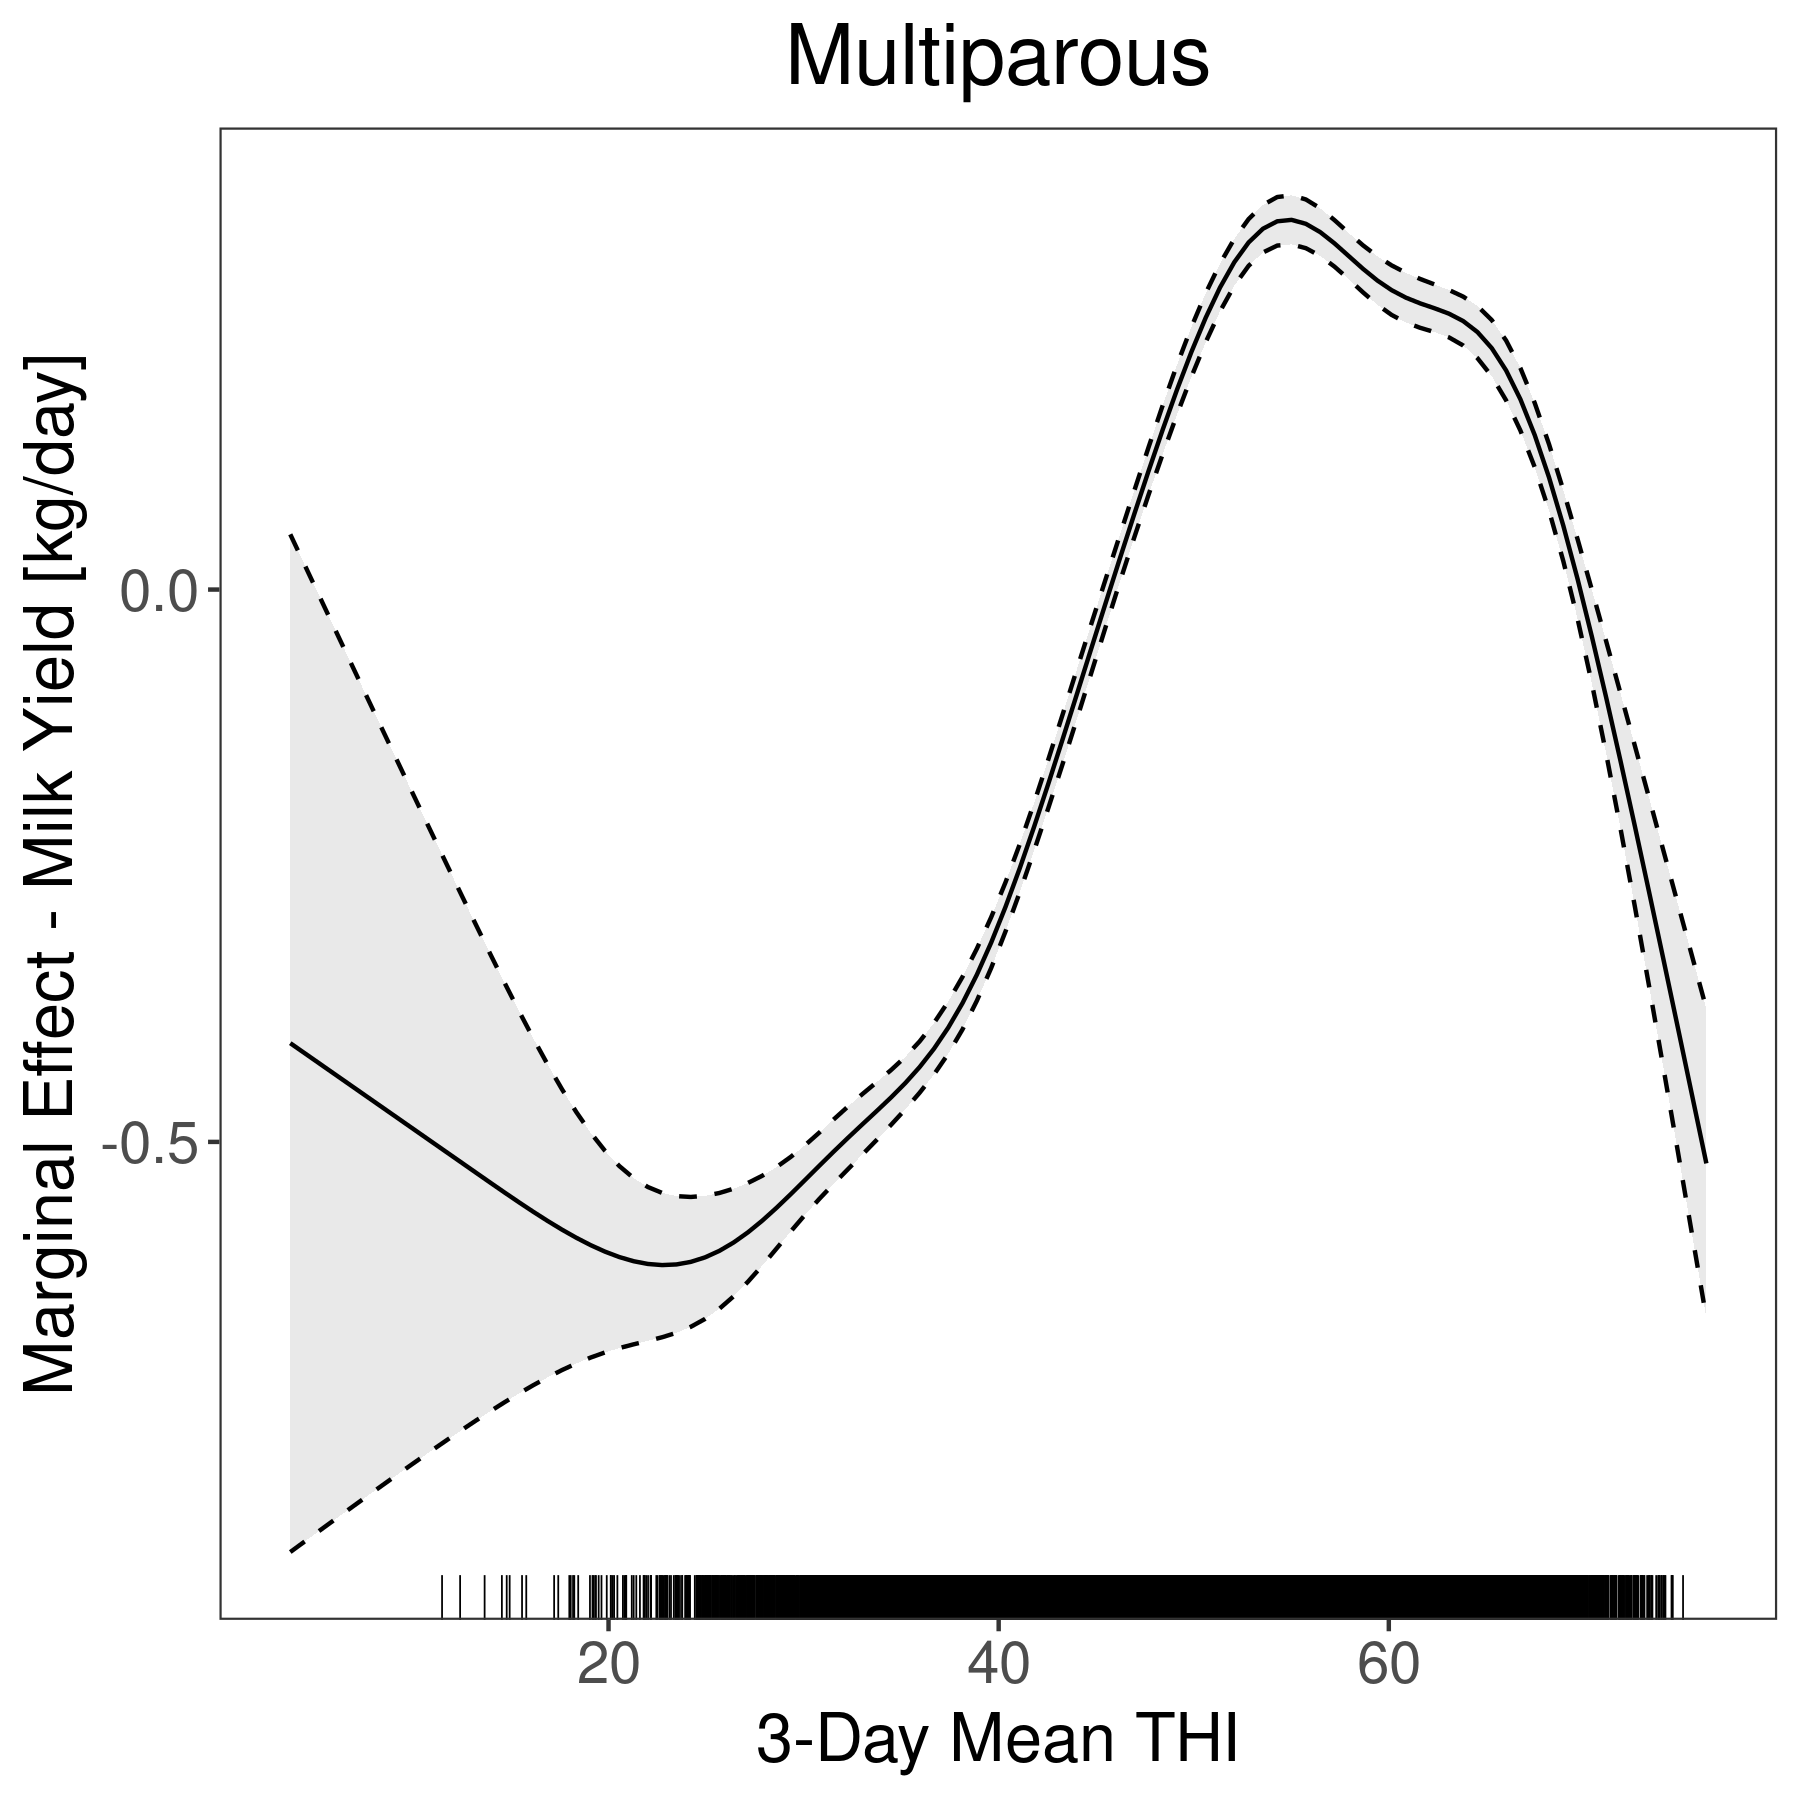 Multiparous
Marginal Effect - Milk Yield [kg/day]
0.0
-0.5
20 40 60
3-Day Mean THI